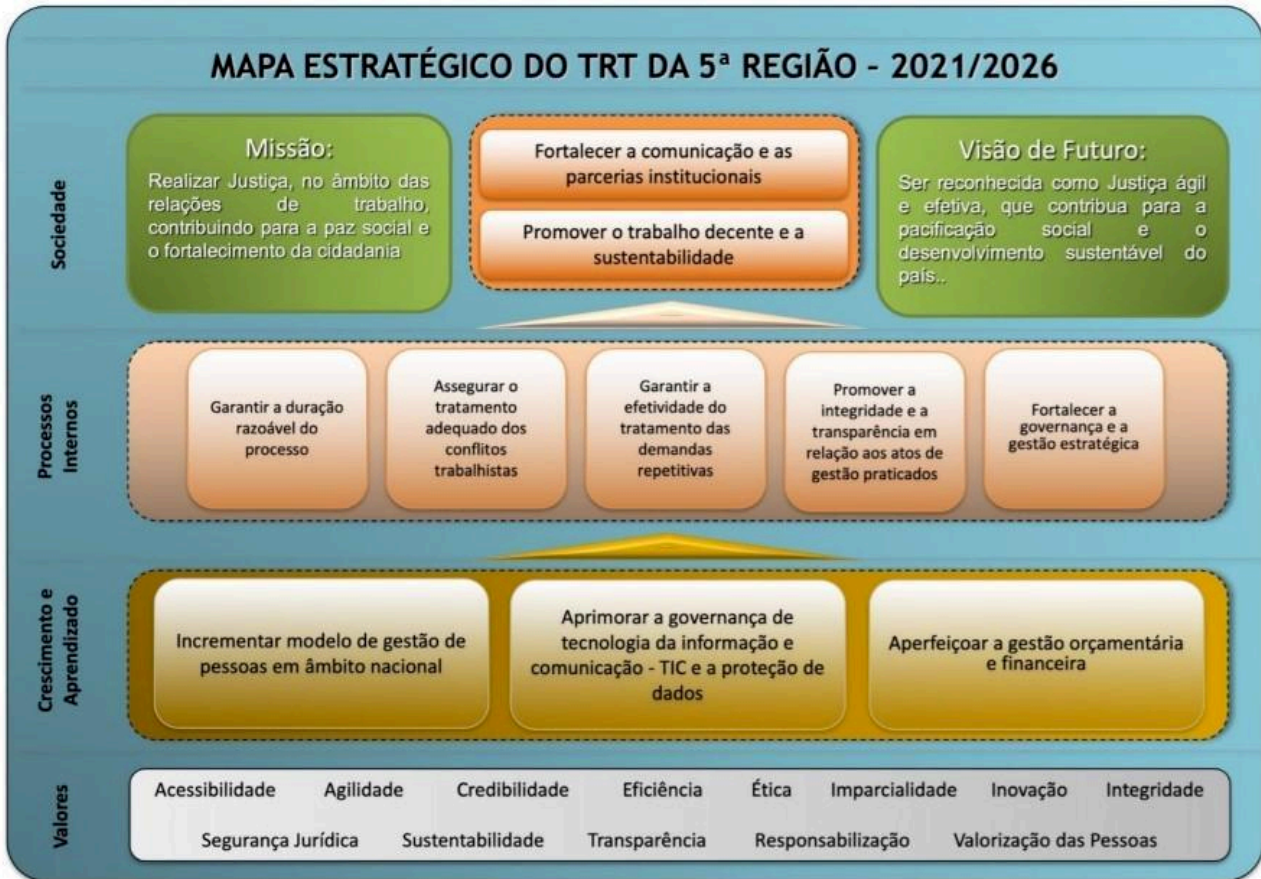 MAPA ESTRATÉGICO DO TRT DA 5ª REGIÃO - 2021/2026
Sociedade
Missão:
Realizar Justiça, no âmbito das
relações de trabalho,
contribuindo para a paz social e
o fortalecimento da cidadania
Fortalecer a comunicação e as
parcerias institucionais
Promover o trabalho decente e a
sustentabilidade
Visão de Futuro:
Ser reconhecida como Justiça ágil
e efetiva, que contribua para a
pacificação social e o
desenvolvimento sustentável do
país..
Processos
Internos
Garantir a duração
razoável do
processo
Assegurar o
tratamento
adequado dos
conflitos
trabalhistas
Garantir a
efetividade do
tratamento das
demandas
repetitivas
Promover a
integridade e a
transparência em
relação aos atos de
gestão praticados
Fortalecer a
governança e a
gestão estratégica
Crescimento e
Aprendizado
Incrementar modelo de gestão de
pessoas em âmbito nacional
Aprimorar a governança de
tecnologia da informação e
comunicação - TIC e a proteção de
dados
Aperfeiçoar a gestão orçamentária
e financeira
Valores
Acessibilidade Agilidade Credibilidade Eficiência Ética Imparcialidade Inovação Integridade
Segurança Jurídica Sustentabilidade Transparência Responsabilização Valorização das Pessoas